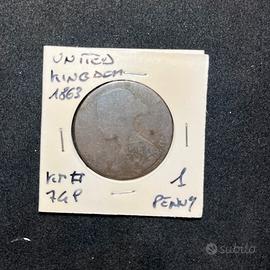 UNITED
KINGDOM
1863
KM#
749
1
PENNY
subito